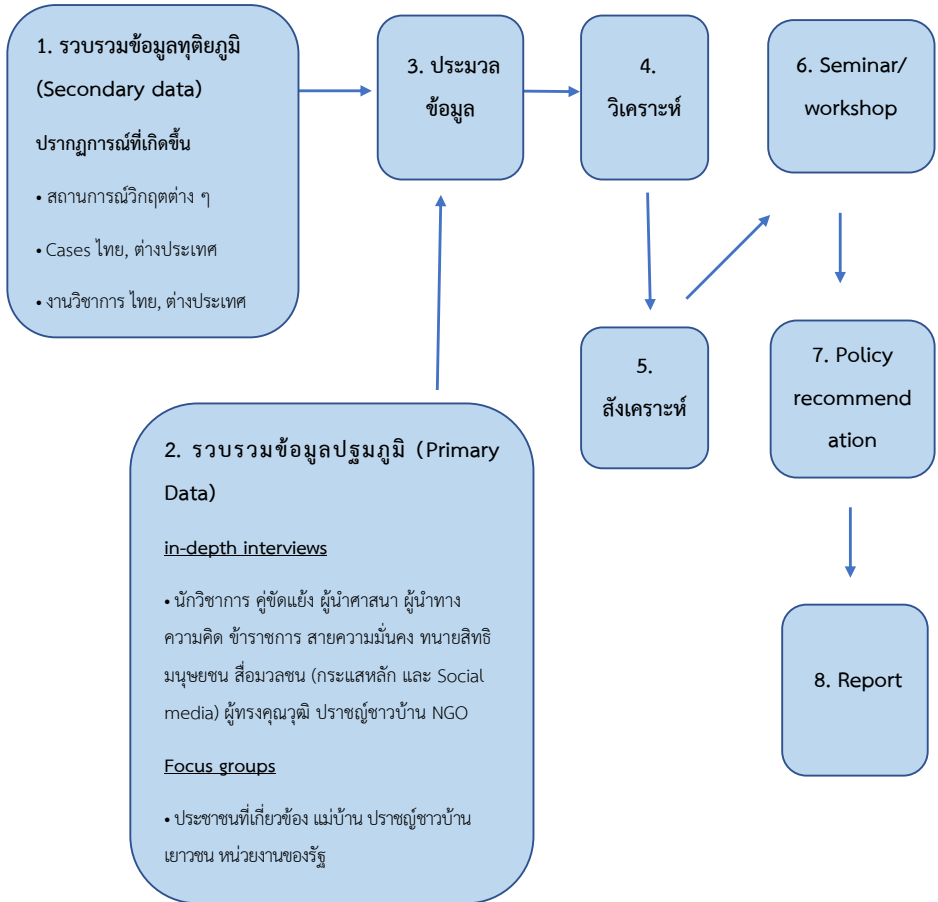 1. รวบรวมข้อมูลทุติยภูมิ
(Secondary data)
ปรากฏการณ์ที่เกิดขึ้น
• สถานการณ์วิกฤตต่าง ๆ
• Cases ไทย, ต่างประเทศ
• งานวิชาการ ไทย, ต่างประเทศ
2. รวบรวมข้อมูลปฐมภูมิ (Primary
Data)
in-depth interviews
• นักวิชาการ คู่ขัดแย้ง ผู้นำศาสนา ผู้นำทาง
ความคิด ข้าราชการ สายความมั่นคง ทนายสิทธิ
มนุษยชน สื่อมวลชน (กระแสหลัก และ Social
media) ผู้ทรงคุณวุฒิ ปราชญ์ชาวบ้าน NGO
Focus groups
• ประชาชนที่เกี่ยวข้อง แม่บ้าน ปราชญ์ชาวบ้าน
เยาวชน หน่วยงานของรัฐ
3. ประมวล
ข้อมูล
4.
วิเคราะห์
5.
สังเคราะห์
6. Seminar/
workshop
7. Policy
recommend
ation
8. Report